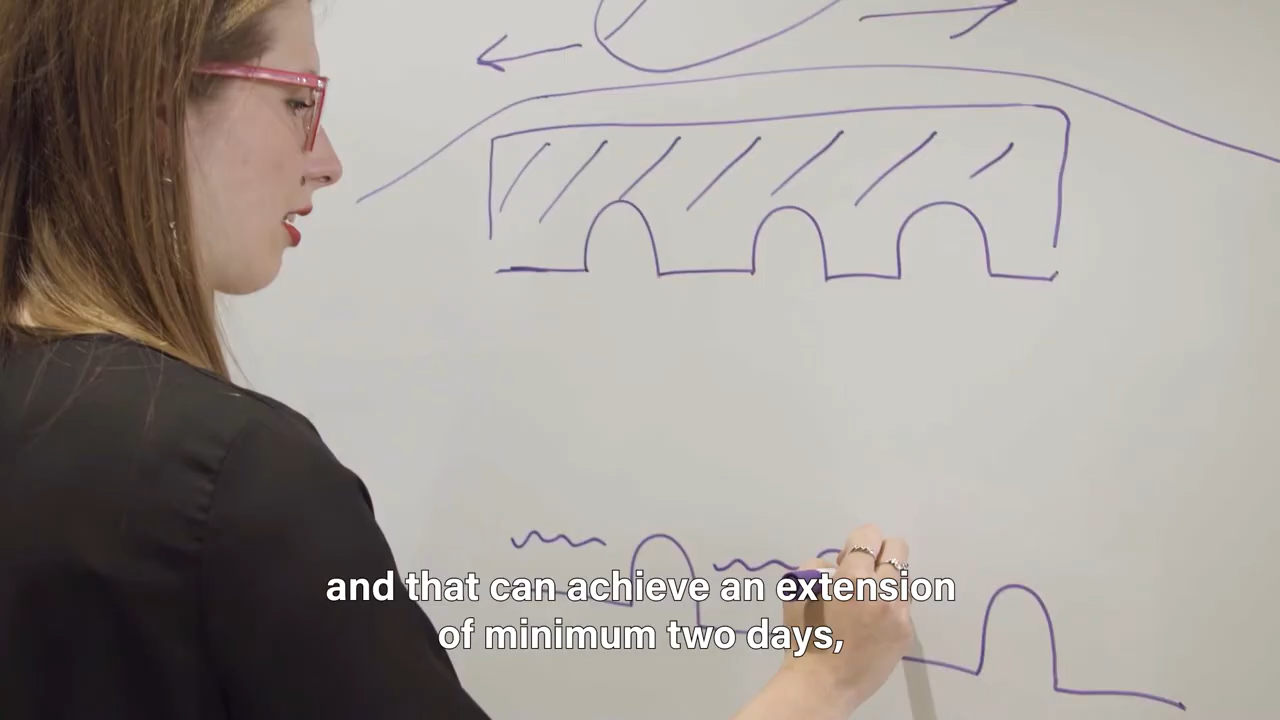 and that can achieve an extension
of minimum two days,